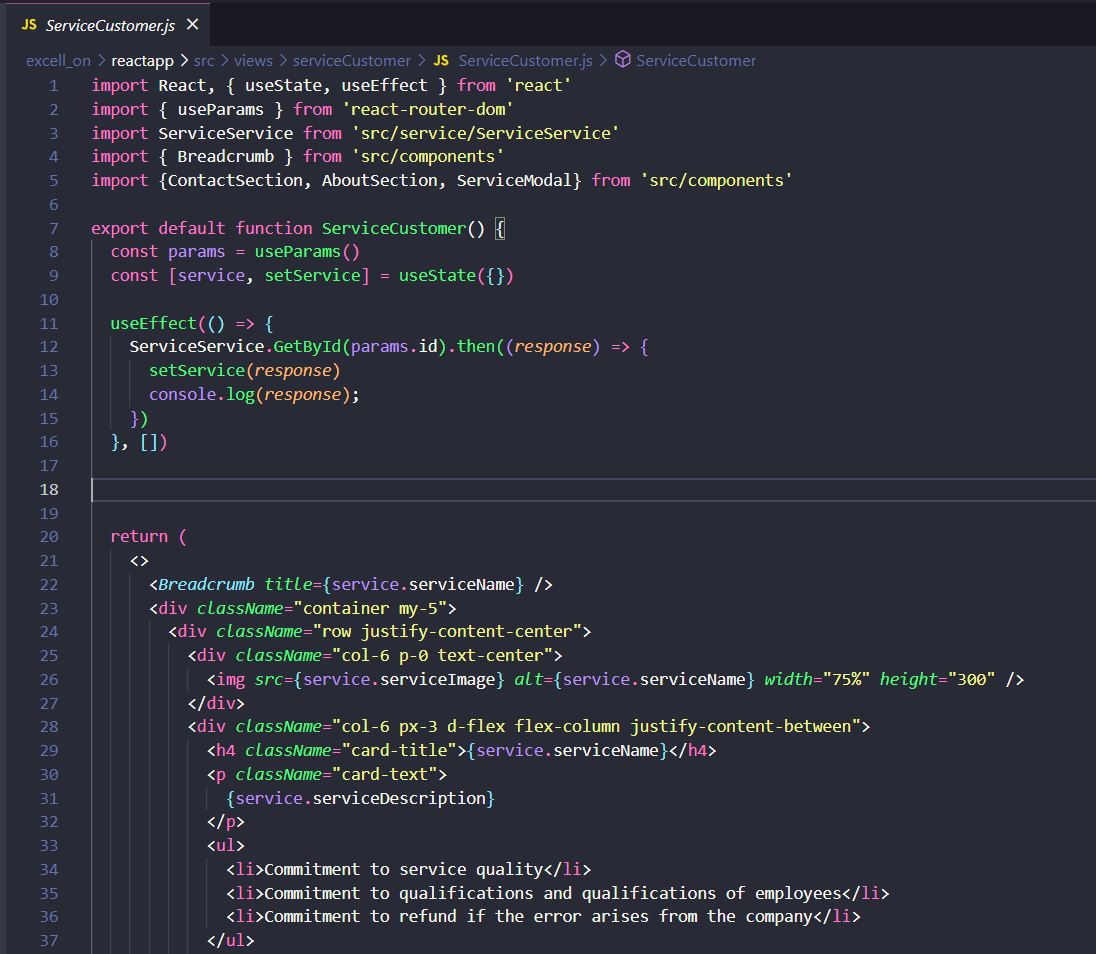 JS ServiceCustomer.js ×
excell_on > reactapp > src > views > serviceCustomer > JS ServiceCustomer.js > ServiceCustomer
1 import React, { useState, useEffect } from 'react'
2 import { useParams } from 'react-router-dom'
3 import ServiceService from 'src/service/ServiceService'
4 import { Breadcrumb } from 'src/components'
5 import {ContactSection, AboutSection, ServiceModal} from 'src/components'
6
7 export default function ServiceCustomer() {
8   const params = useParams()
9   const [service, setService] = useState({})
10
11   useEffect(() => {
12     ServiceService.GetById(params.id).then((response) => {
13       setService(response)
14       console.log(response);
15     })
16   }, [])
17
18
19
20   return (
21     <>
22       <Breadcrumb title={service.serviceName} />
23       <div className="container my-5">
24         <div className="row justify-content-center">
25           <div className="col-6 p-0 text-center">
26             <img src={service.serviceImage} alt={service.serviceName} width="75%" height="300" />
27           </div>
28           <div className="col-6 px-3 d-flex flex-column justify-content-between">
29             <h4 className="card-title">{service.serviceName}</h4>
30             <p className="card-text">
31               {service.serviceDescription}
32             </p>
33             <ul>
34               <li>Commitment to service quality</li>
35               <li>Commitment to qualifications and qualifications of employees</li>
36               <li>Commitment to refund if the error arises from the company</li>
37             </ul>